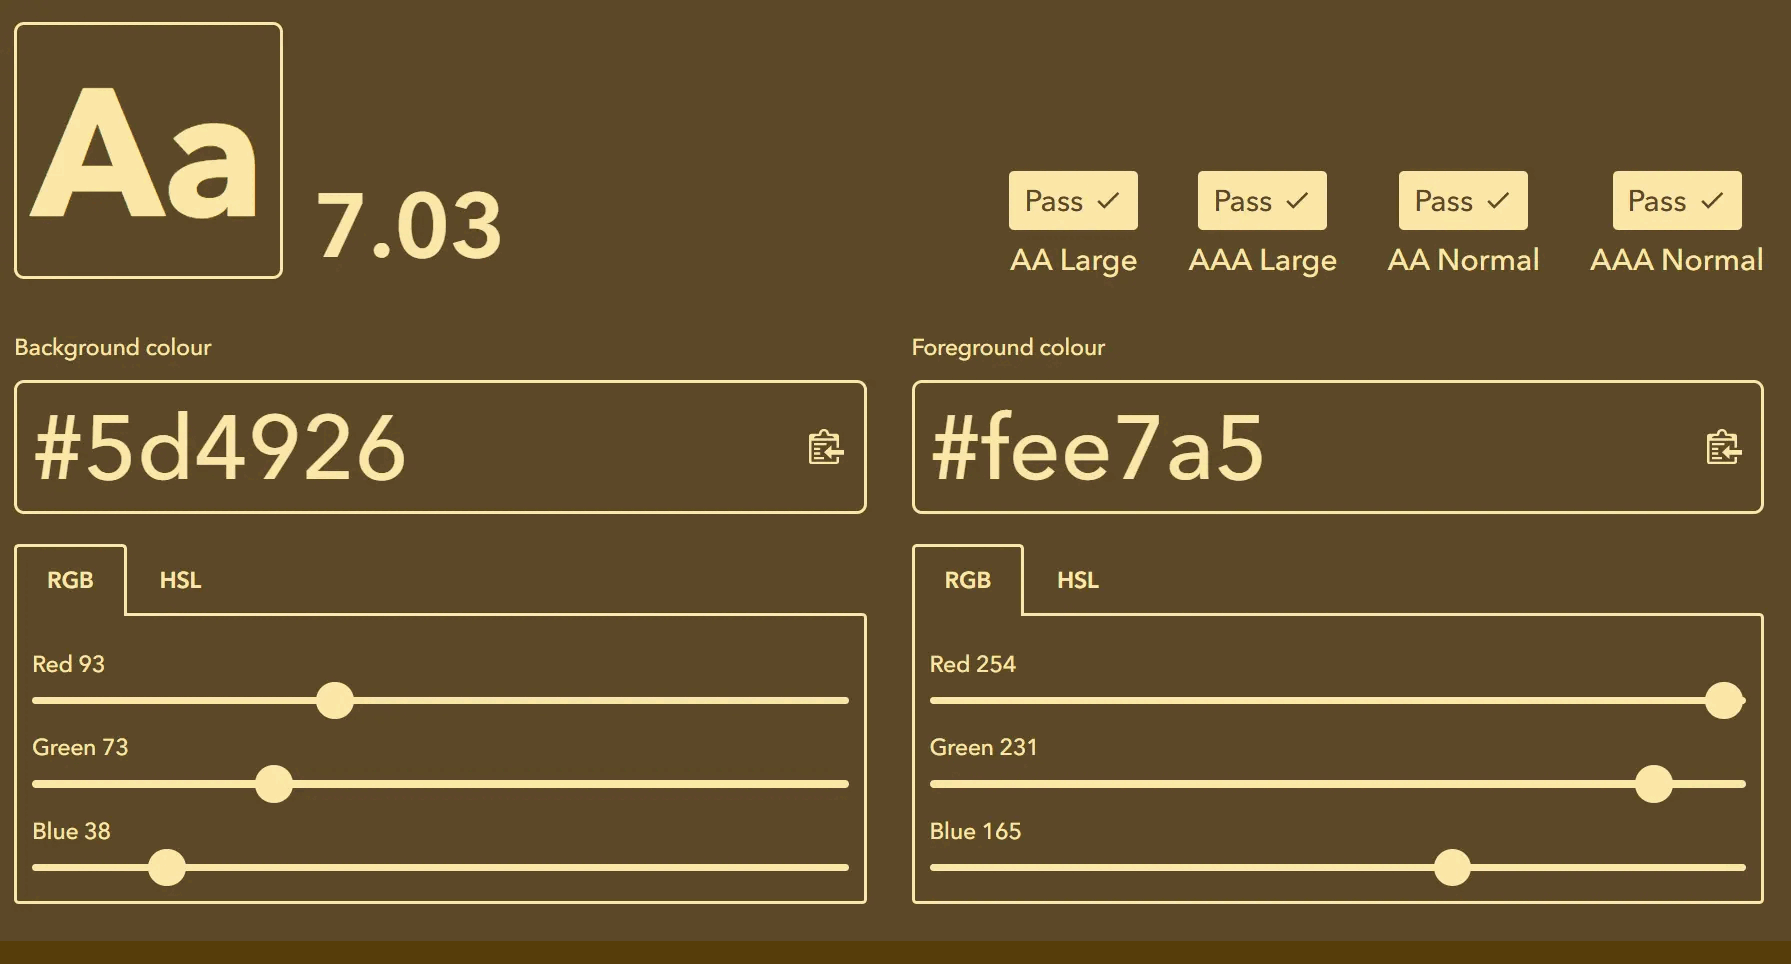 Aa
7.03
Pass
AA Large
Pass
AAA Large
Pass
AA Normal
Pass
AAA Normal
Background colour
#5d4926
RGB HSL
Red 93
Green 73
Blue 38
Foreground colour
#fee7a5
RGB HSL
Red 254
Green 231
Blue 165